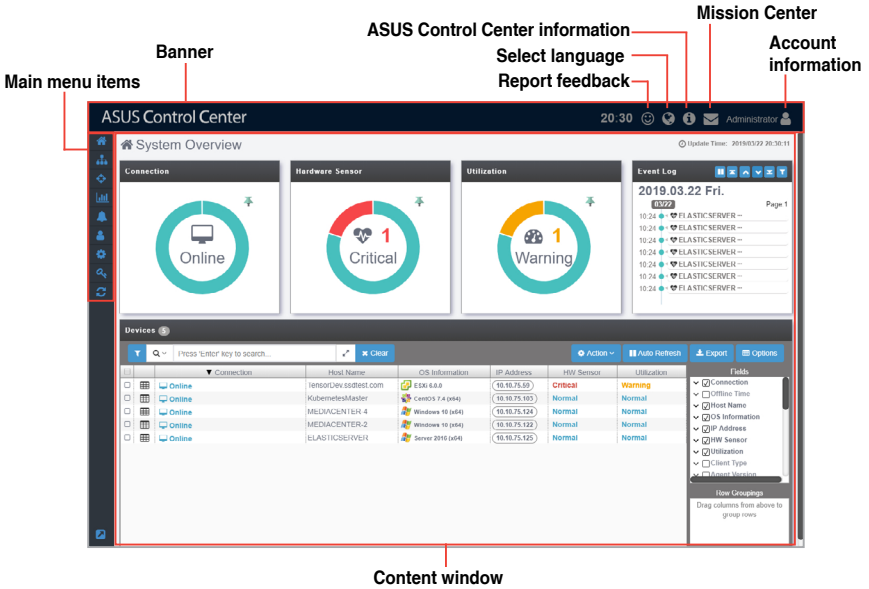 Mission Center
ASUS Control Center information
Account
information
Banner
Select language
Main menu items
Report feedback
ASUS Control Center
20:30
Administrator
System Overview
Update Time: 2019/03/22 20:30:11
Connection
Hardware Sensor
Utilization
Event Log
Online
1
Critical
1
Warning
2019.03.22 Fri.
03/22
Page 1
10:24 ELASTICSERVER --
10:24 ELASTICSERVER --
10:24 ELASTICSERVER --
10:24 ELASTICSERVER --
10:24 ELASTICSERVER --
10:24 ELASTICSERVER --
10:24 ELASTICSERVER --
Devices 5
Press 'Enter' key to search...
Clear
Action
Auto Refresh
Export
Options
▼ Connection Host Name OS Information IP Address HW Sensor Utilization
Online TensorDev.ssdtest.com ESXi 6.0.0 10.10.75.59 Critical Warning
Online KubernetesMaster CentOS 7.4 (x64) 10.10.75.103 Normal Normal
Online MEDIACENTER-4 Windows 10 (x64) 10.10.75.124 Normal Normal
Online MEDIACENTER-2 Windows 10 (x64) 10.10.75.122 Normal Normal
Online ELASTICSERVER Server 2016 (x64) 10.10.75.125 Normal Normal
Fields
Connection
Offline Time
Host Name
OS Information
IP Address
HW Sensor
Utilization
Client Type
Agent Version
Row Groupings
Drag columns from above to
group rows
Content window